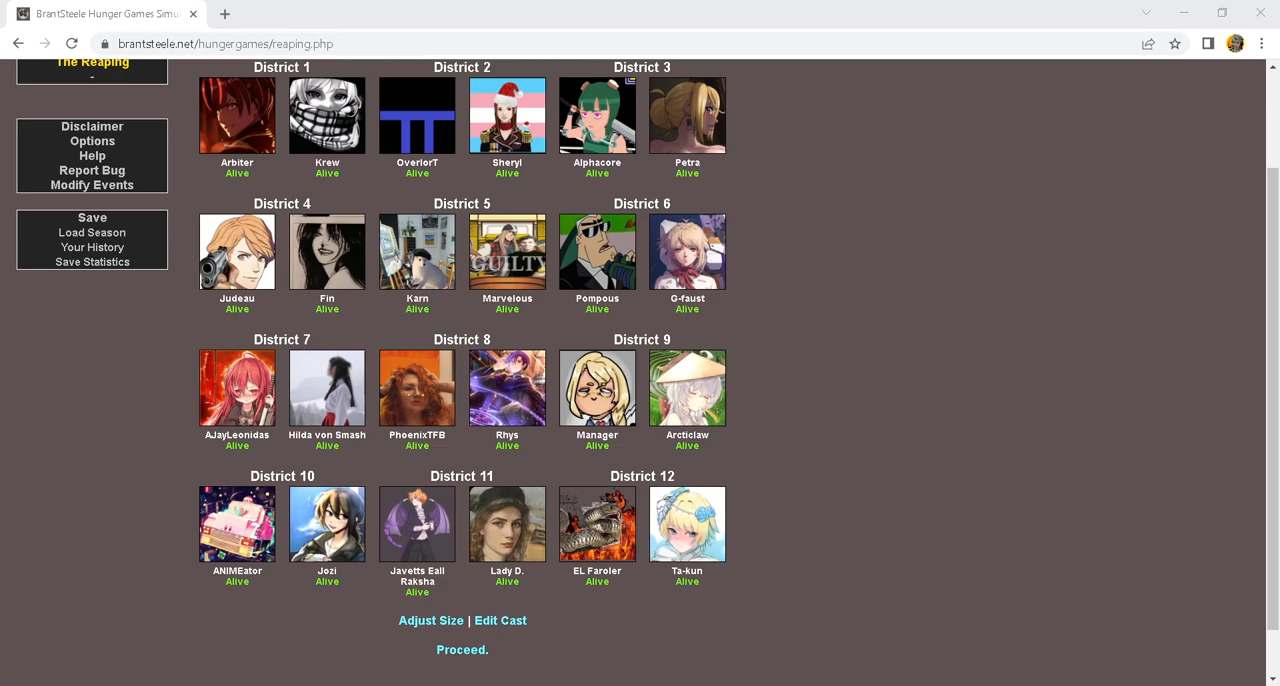 BrantSteele Hunger Games Simul
brantsteele.net/hungergames/reaping.php
The Reaping
-
Disclaimer
Options
Help
Report Bug
Modify Events
Save
Load Season
Your History
Save Statistics
District 1 District 2 District 3
Arbiter Krew OverlorT Sheryl Alphacore Petra
Alive Alive Alive Alive Alive Alive
District 4 District 5 District 6
GUILTY
Judeau Fin Karn Marvelous Pompous G-faust
Alive Alive Alive Alive Alive Alive
District 7 District 8 District 9
AJayLeonidas Hilda von Smash PhoenixTFB Rhys Manager Arcticlaw
Alive Alive Alive Alive Alive Alive
District 10 District 11 District 12
ANIMEator Jozi Javetts Eall Raksha Lady D. EL Faroler Ta-kun
Alive Alive Alive Alive Alive Alive
Adjust Size | Edit Cast
Proceed.